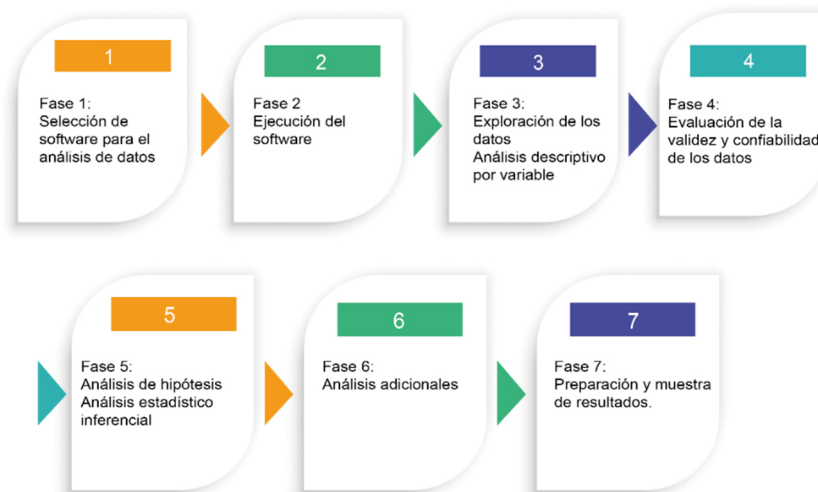 1
Fase 1:
Selección de
software para el
análisis de datos
2
Fase 2
Ejecución del
software
3
Fase 3:
Exploración de los
datos
Análisis descriptivo
por variable
4
Fase 4:
Evaluación de la
validez y confiabilidad
de los datos
5
Fase 5:
Análisis de hipótesis
Análisis estadístico
inferencial
6
Fase 6:
Análisis adicionales
7
Fase 7:
Preparación y muestra
de resultados.